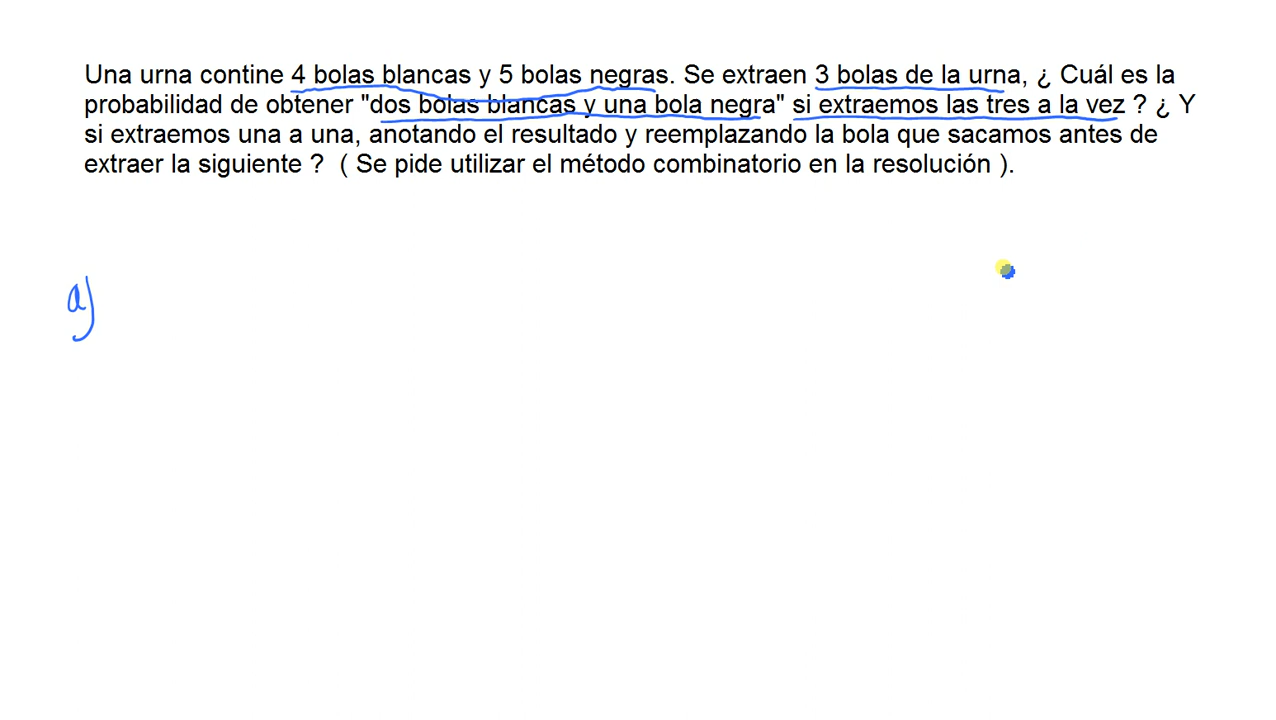 Una urna contine 4 bolas blancas y 5 bolas negras. Se extraen 3 bolas de la urna, ¿ Cuál es la
probabilidad de obtener "dos bolas blancas y una bola negra" si extraemos las tres a la vez ? ¿ Y
si extraemos una a una, anotando el resultado y reemplazando la bola que sacamos antes de
extraer la siguiente ? ( Se pide utilizar el método combinatorio en la resolución ).
a)